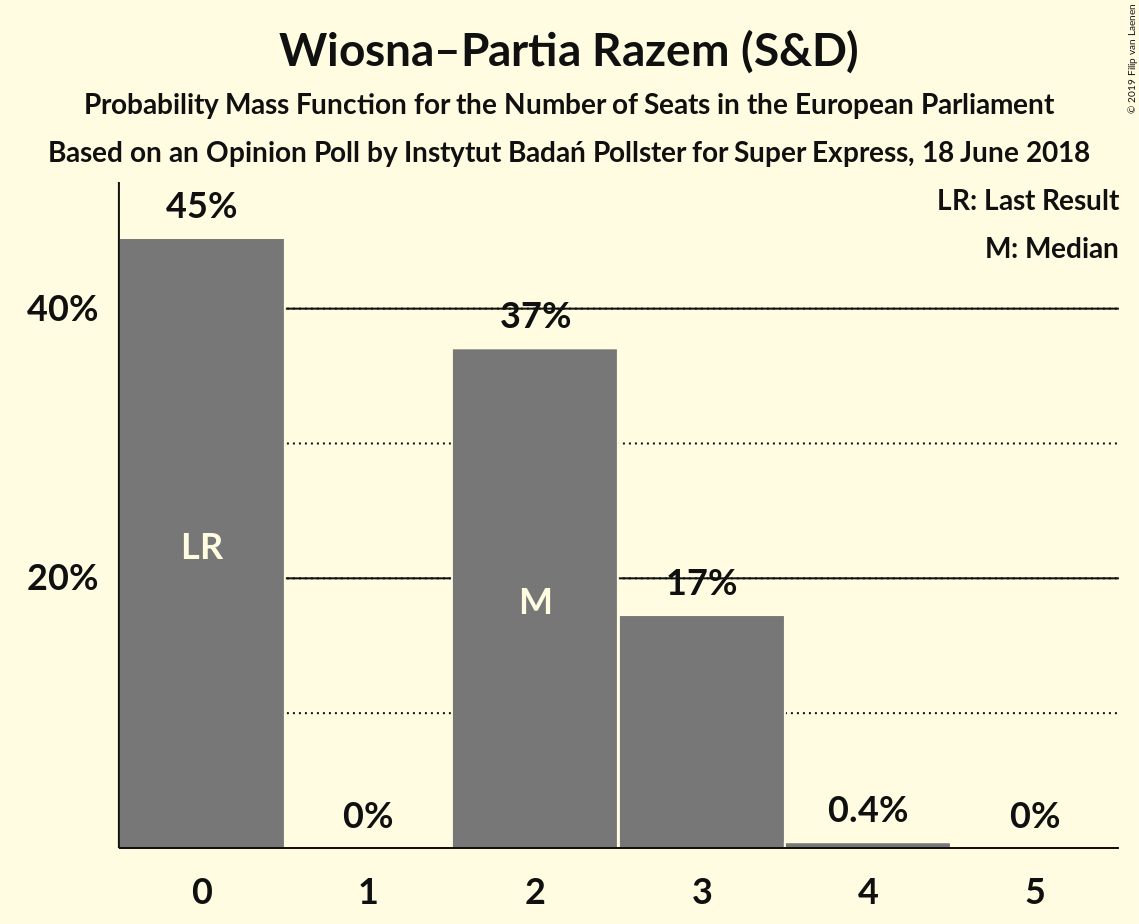 Wiosna–Partia Razem (S&D)
Probability Mass Function for the Number of Seats in the European Parliament
Based on an Opinion Poll by Instytut Badań Pollster for Super Express, 18 June 2018
© 2019 Filip van Laenen
LR: Last Result
M: Median
45%
40%
37%
LR
20%
17%
M
0%
0.4%
0%
0 1 2 3 4 5